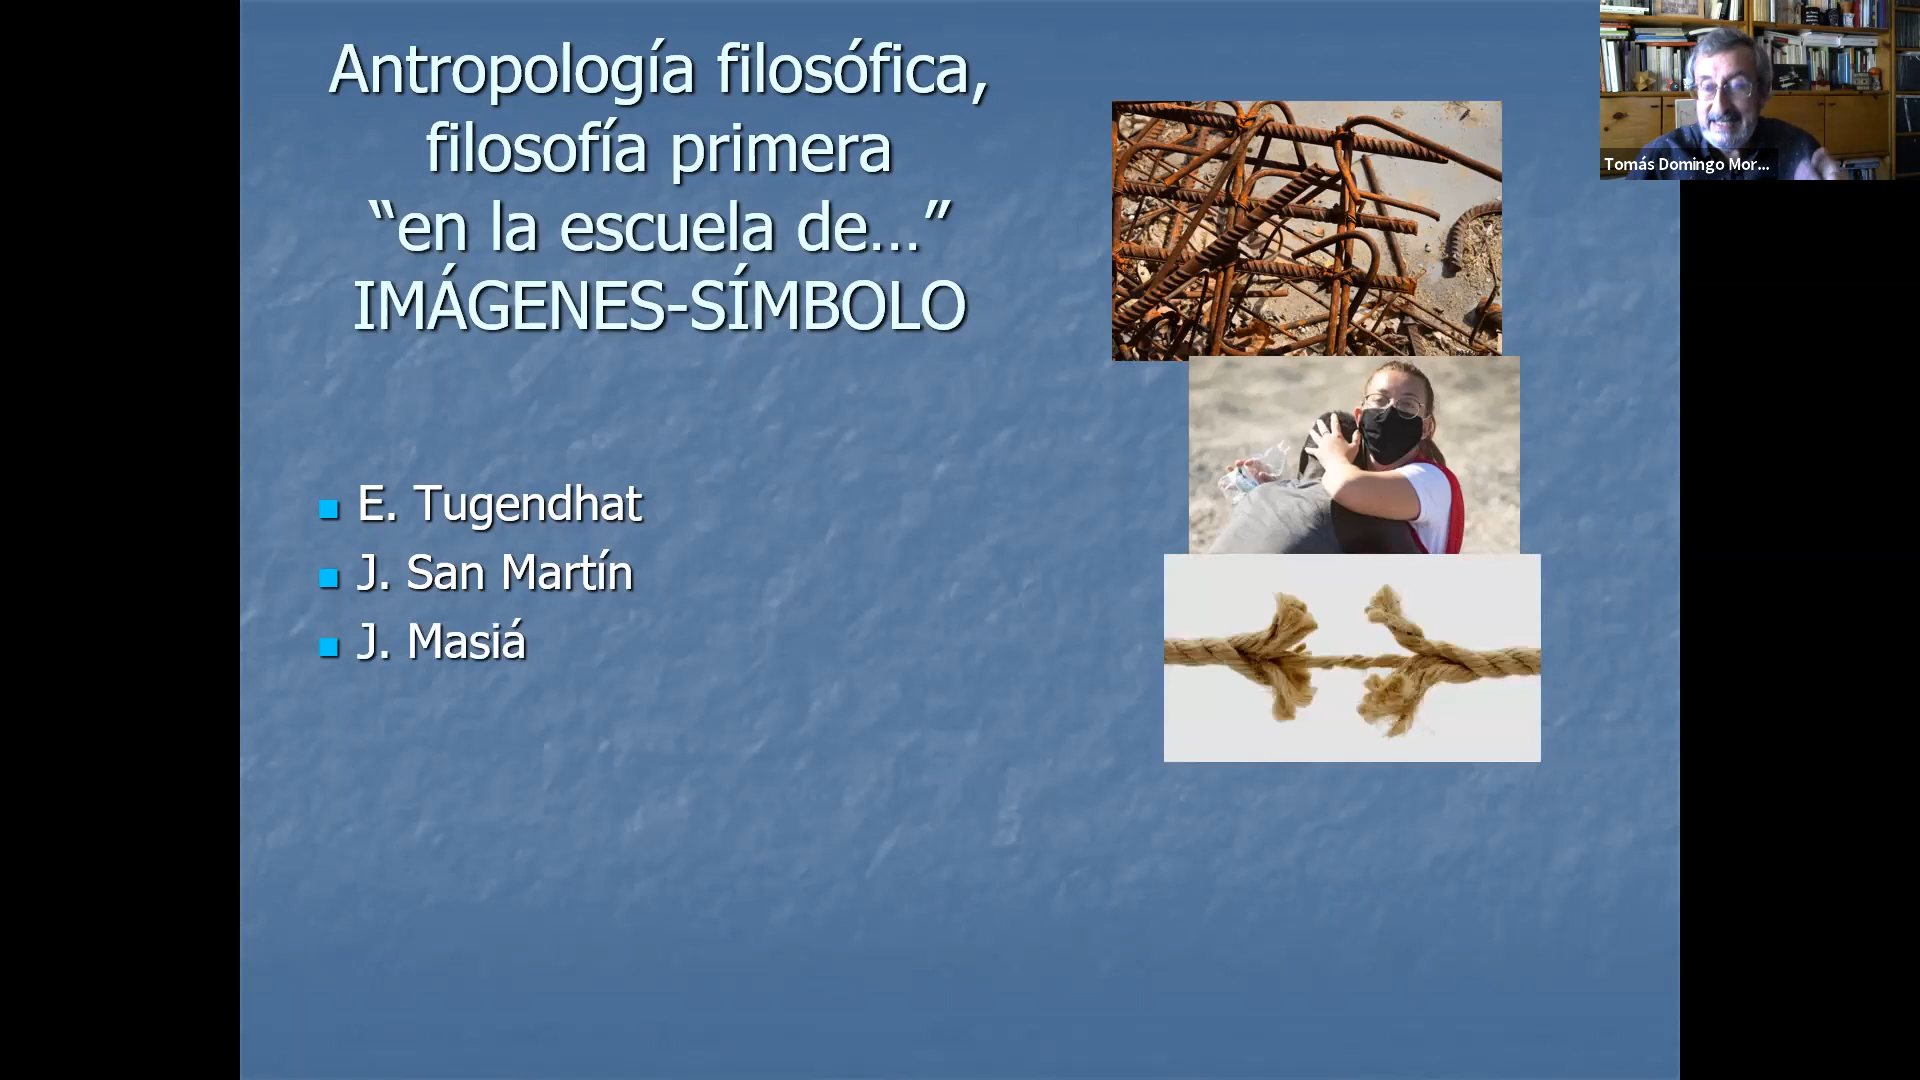 Antropología filosófica,
filosofía primera
“en la escuela de…”
IMÁGENES-SÍMBOLO
E. Tugendhat
J. San Martín
J. Masiá
Tomás Domingo Mor...